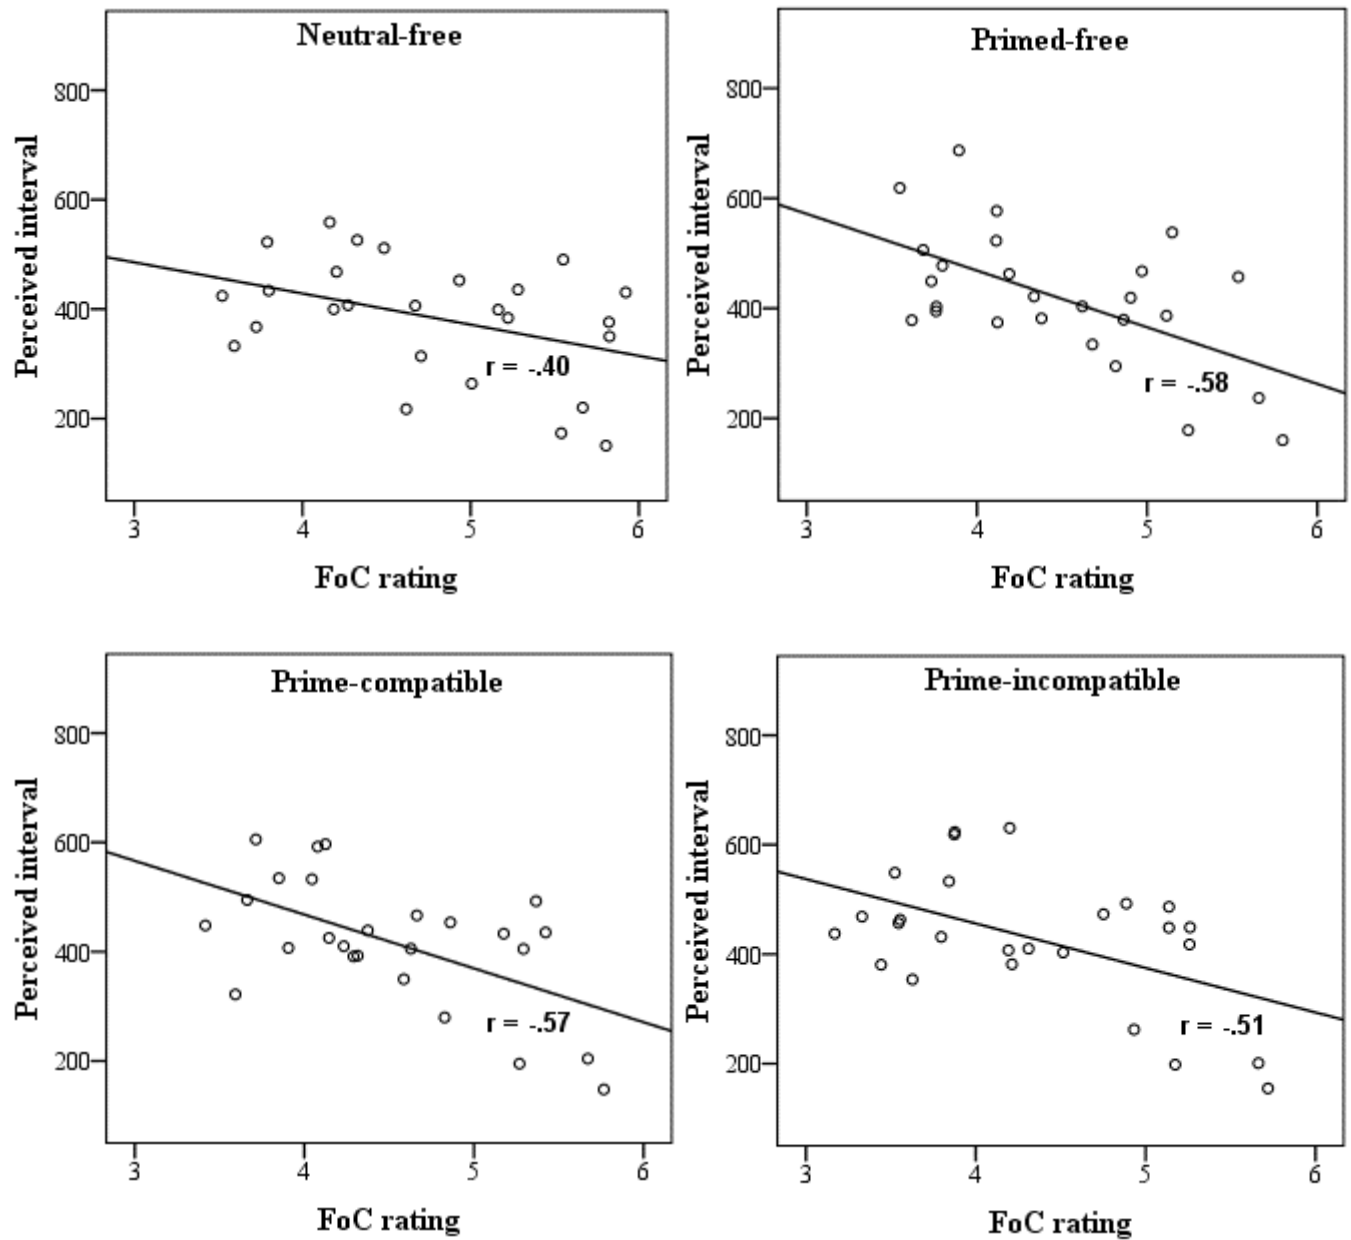 Neutral-free
Perceived interval
800
600
400
200
r = -.40
3 4 5 6
FoC rating
Primed-free
Perceived interval
800
600
400
200
r = -.58
3 4 5 6
FoC rating
Prime-compatible
Perceived interval
800
600
400
200
r = -.57
3 4 5 6
FoC rating
Prime-incompatible
Perceived interval
800
600
400
200
r = -.51
3 4 5 6
FoC rating